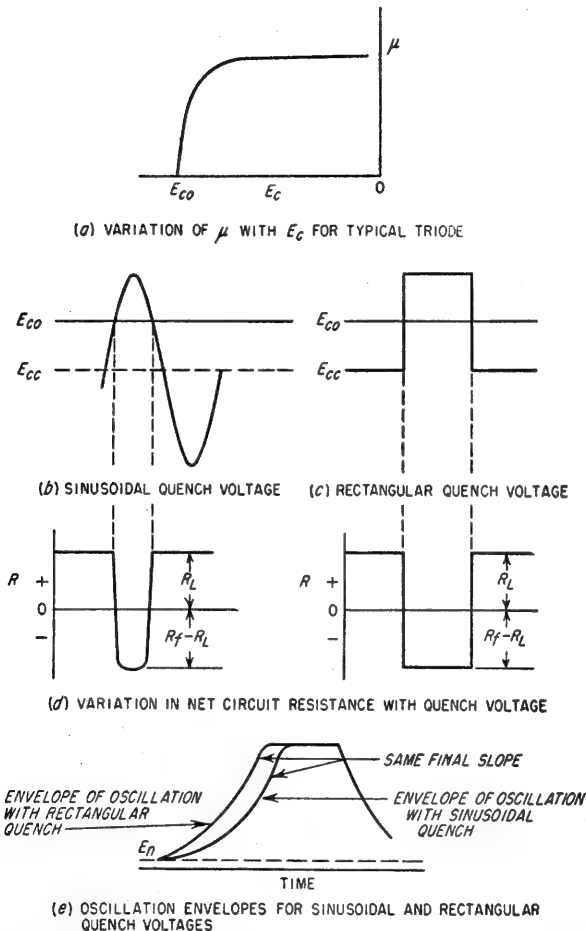 μ
E_co
E_c
0
(a) VARIATION OF μ WITH E_c FOR TYPICAL TRIODE
E_co
E_cc
E_co
E_cc
(b) SINUSOIDAL QUENCH VOLTAGE
(c) RECTANGULAR QUENCH VOLTAGE
R + 0 −
R_L
R_f−R_L
R + 0 −
R_L
R_f−R_L
(d) VARIATION IN NET CIRCUIT RESISTANCE WITH QUENCH VOLTAGE
SAME FINAL SLOPE
ENVELOPE OF OSCILLATION
WITH RECTANGULAR
QUENCH
ENVELOPE OF OSCILLATION
WITH SINUSOIDAL
QUENCH
E_n
TIME
(e) OSCILLATION ENVELOPES FOR SINUSOIDAL AND RECTANGULAR
QUENCH VOLTAGES